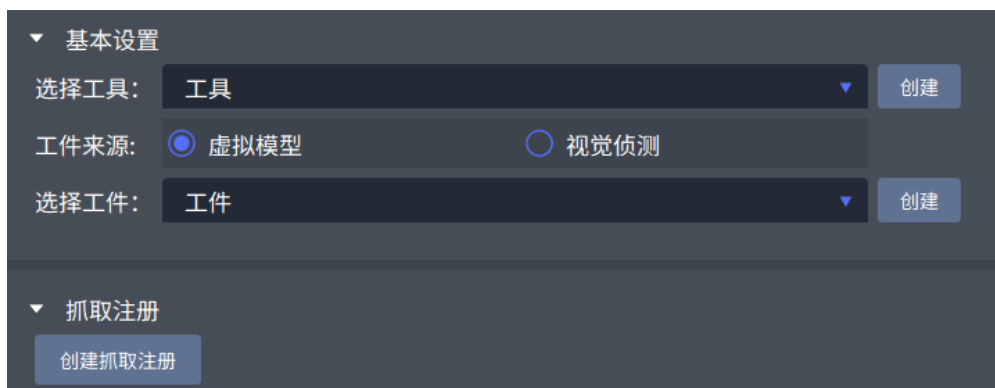 基本设置
选择工具： 工具 创建
工件来源: 虚拟模型 视觉侦测
选择工件： 工件 创建
抓取注册
创建抓取注册